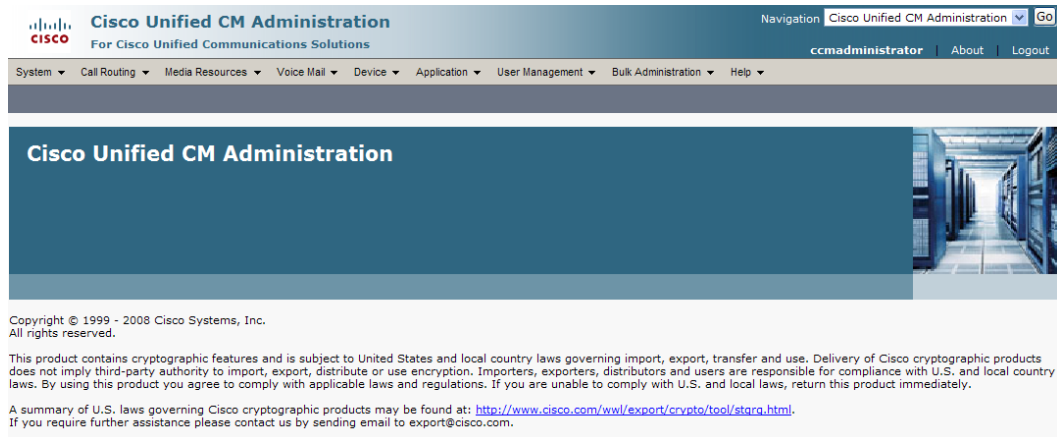 CISCO
Cisco Unified CM Administration
For Cisco Unified Communications Solutions
Navigation Cisco Unified CM Administration Go
ccmadministrator | About | Logout
System Call Routing Media Resources Voice Mail Device Application User Management Bulk Administration Help
Cisco Unified CM Administration
Copyright © 1999 - 2008 Cisco Systems, Inc.
All rights reserved.
This product contains cryptographic features and is subject to United States and local country laws governing import, export, transfer and use. Delivery of Cisco cryptographic products
does not imply third-party authority to import, export, distribute or use encryption. Importers, exporters, distributors and users are responsible for compliance with U.S. and local country
laws. By using this product you agree to comply with applicable laws and regulations. If you are unable to comply with U.S. and local laws, return this product immediately.
A summary of U.S. laws governing Cisco cryptographic products may be found at: http://www.cisco.com/wwl/export/crypto/tool/stqrg.html.
If you require further assistance please contact us by sending email to export@cisco.com.